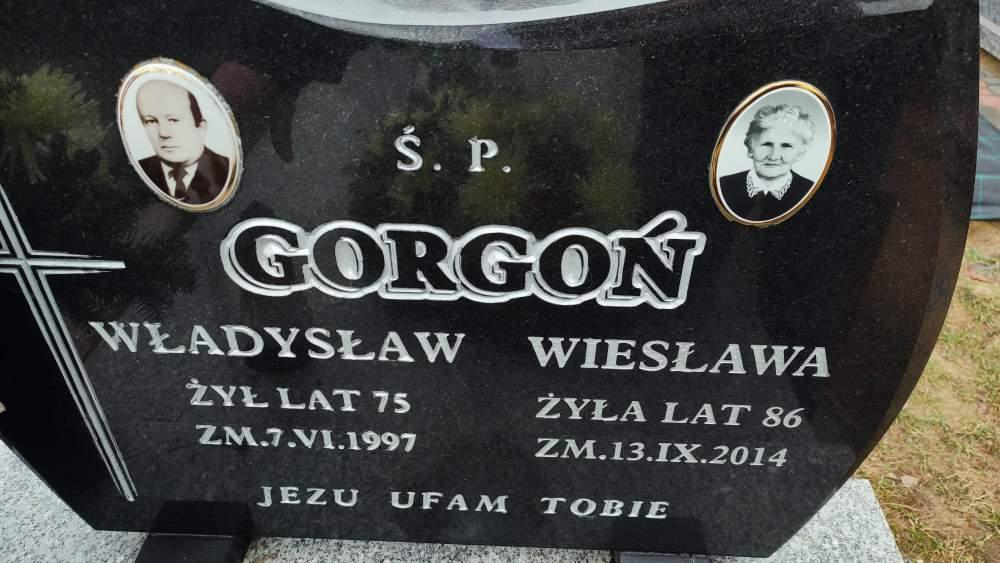 Ś. P.
GORGOŃ
WŁADYSŁAW
ŻYŁ LAT 75
ZM.7.VI.1997
WIESŁAWA
ŻYŁA LAT 86
ZM.13.IX.2014
JEZU UFAM TOBIE